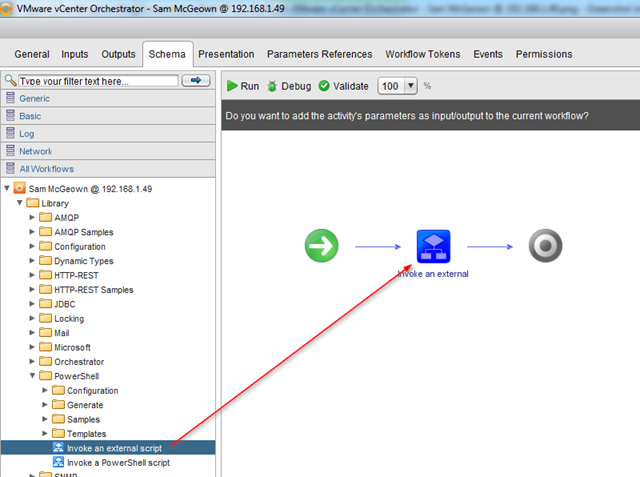 VMware vCenter Orchestrator - Sam McGeown @ 192.168.1.49
General Inputs Outputs Schema Presentation Parameters References Workflow Tokens Events Permissions
Type your filter text here...
Run Debug Validate 100 %
Generic
Basic
Log
Network
All Workflows
Do you want to add the activity's parameters as input/output to the current workflow?
Sam McGeown @ 192.168.1.49
Library
AMQP
AMQP Samples
Configuration
Dynamic Types
HTTP-REST
HTTP-REST Samples
JDBC
Locking
Mail
Microsoft
Orchestrator
PowerShell
Configuration
Generate
Samples
Templates
Invoke an external script
Invoke a PowerShell script
SNMP
Invoke an external